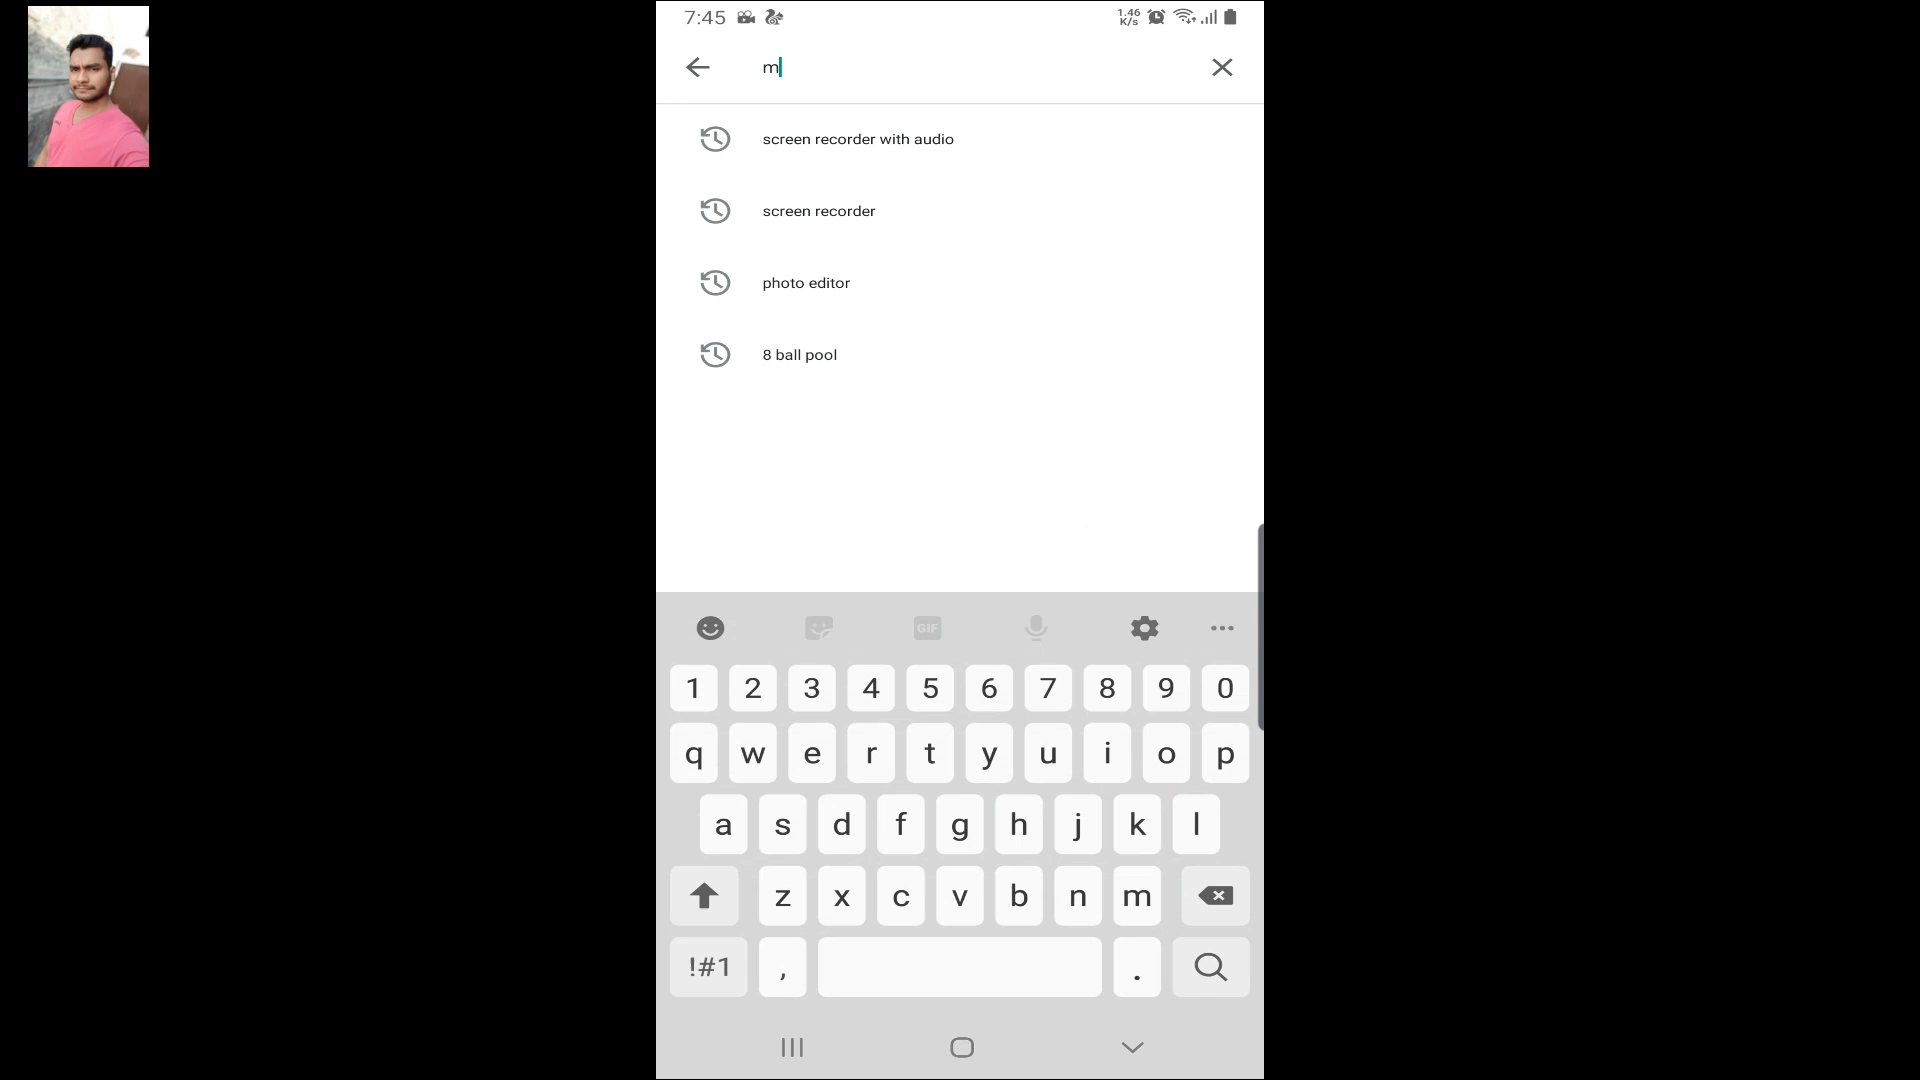 7:45
1.46
K/s
m
screen recorder with audio
screen recorder
photo editor
8 ball pool
GIF
1 2 3 4 5 6 7 8 9 0
q w e r t y u i o p
a s d f g h j k l
z x c v b n m
!#1 , .